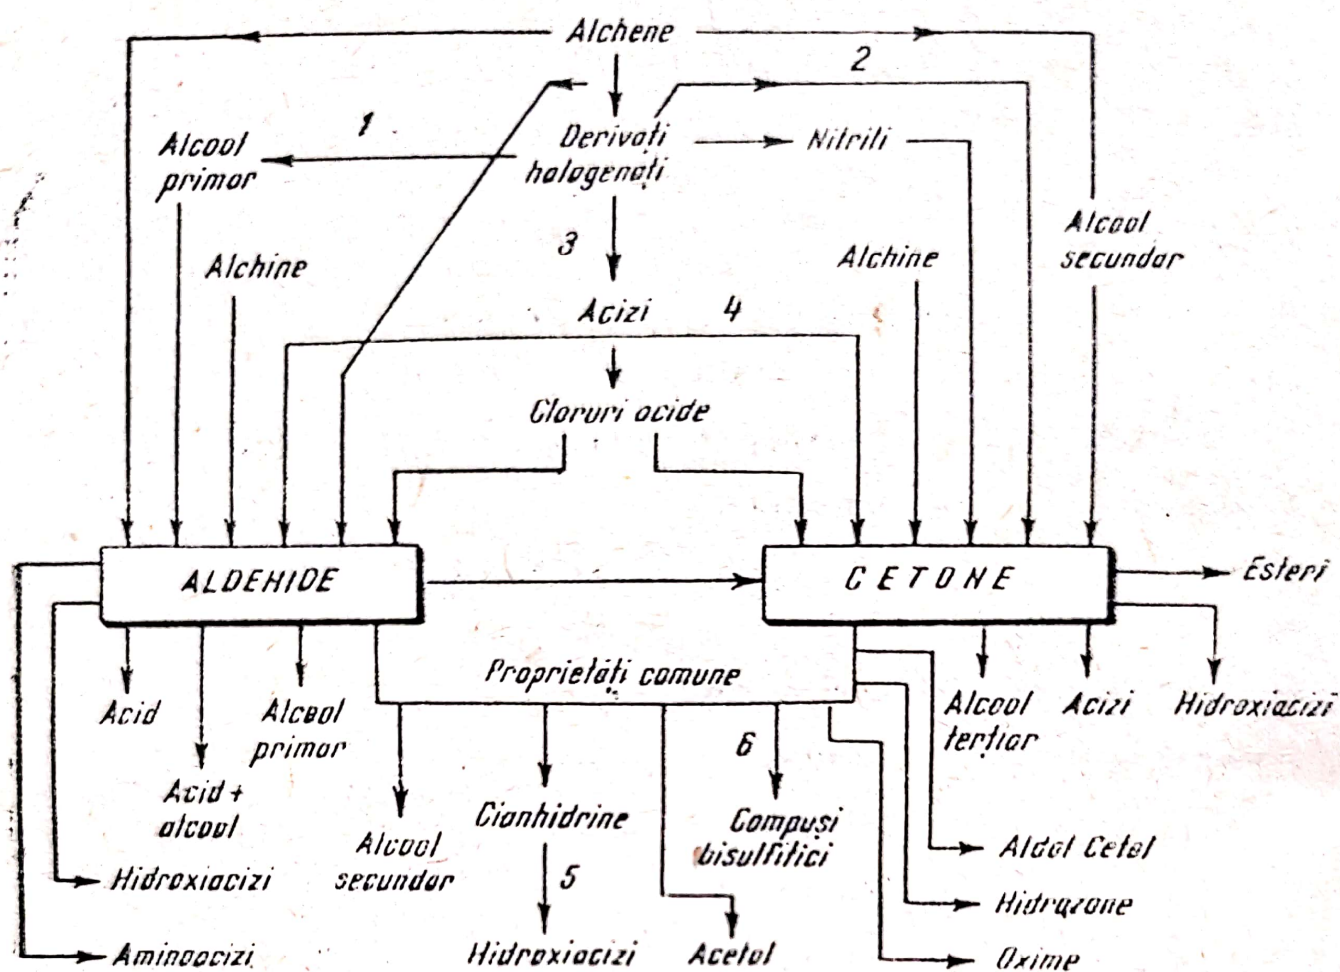 Alchene
2
1
Alcool
primar
Derivați
halogenați
Nitrili
Alcool
secundar
3
Alchine
Alchine
Acizi
4
Cloruri acide
ALDEHIDE
CETONE
Esteri
Proprietăți comune
Acid
Alcool
primar
Alcool
terțiar
Acizi
Hidroxiacizi
6
Acid +
alcool
Cianhidrine
Compuși
bisulfitici
Alcool
secundar
Aldol Cetol
Hidroxiacizi
5
Hidrazone
Aminoacizi
Hidroxiacizi
Acetal
Oxime